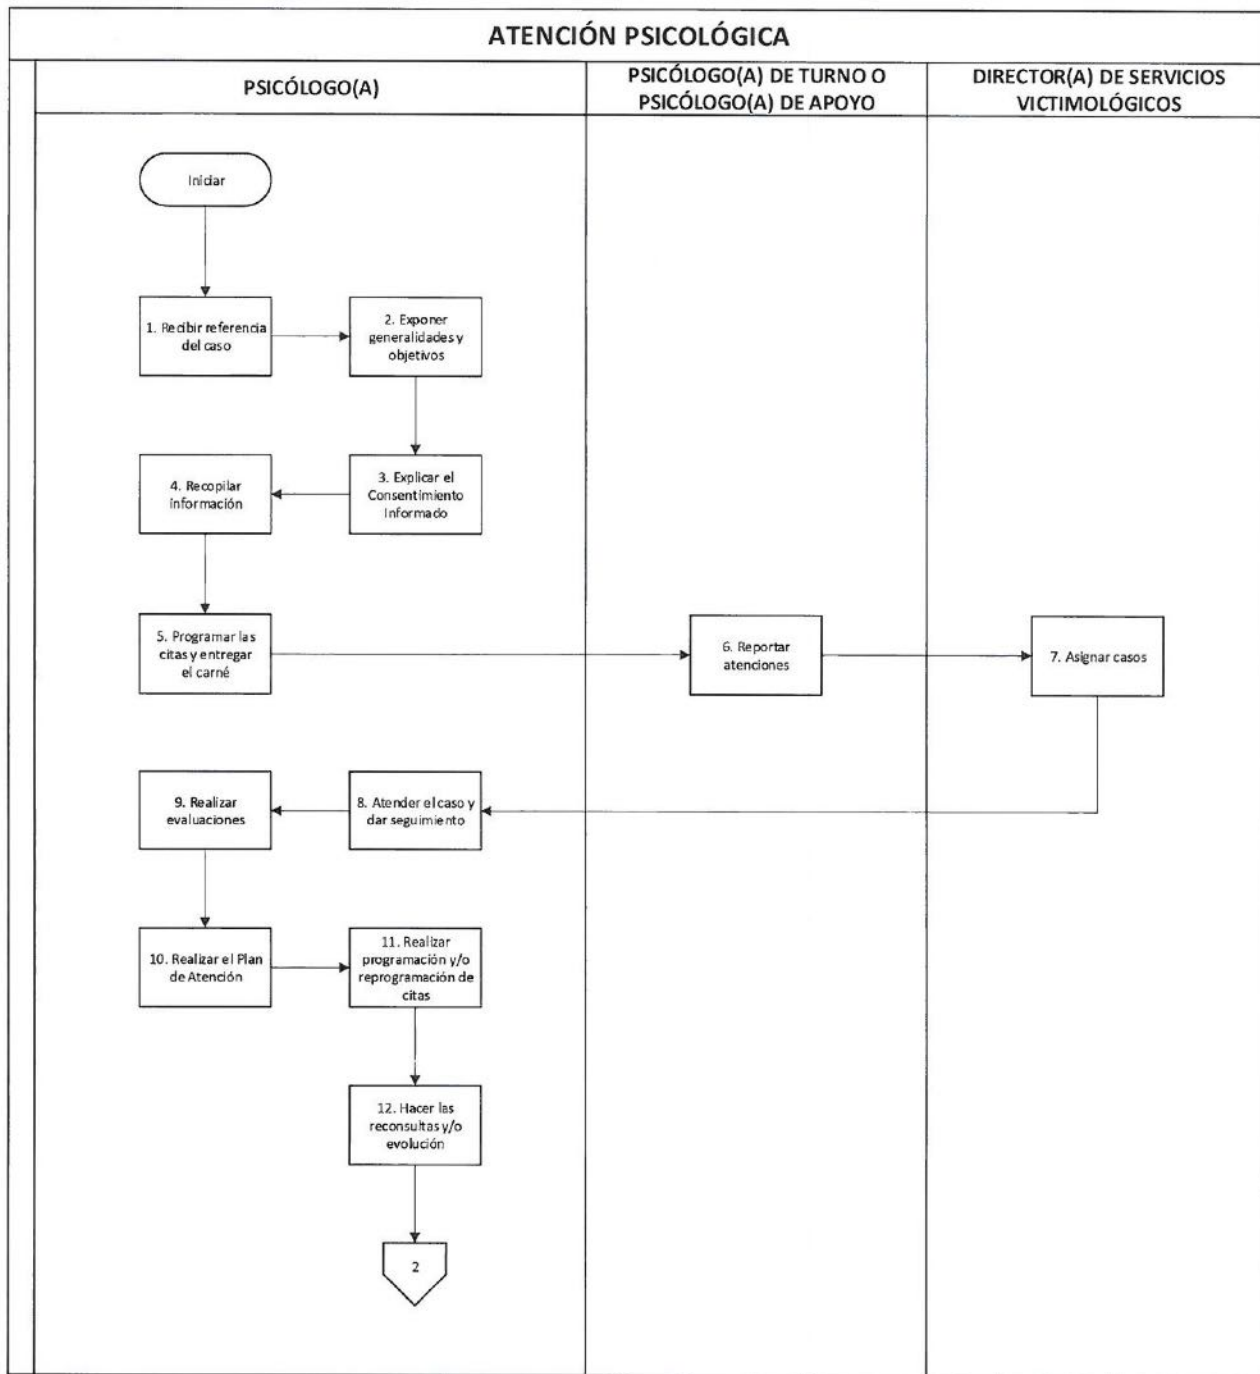 ATENCIÓN PSICOLÓGICA
PSICÓLOGO(A)
PSICÓLOGO(A) DE TURNO O
PSICÓLOGO(A) DE APOYO
DIRECTOR(A) DE SERVICIOS
VICTIMOLÓGICOS
Iniciar
1. Recibir referencia
del caso
2. Exponer
generalidades y
objetivos
3. Explicar el
Consentimiento
Informado
4. Recopilar
información
5. Programar las
citas y entregar
el carné
6. Reportar
atenciones
7. Asignar casos
8. Atender el caso y
dar seguimiento
9. Realizar
evaluaciones
10. Realizar el Plan
de Atención
11. Realizar
programación y/o
reprogramación de
citas
12. Hacer las
reconsultas y/o
evolución
2